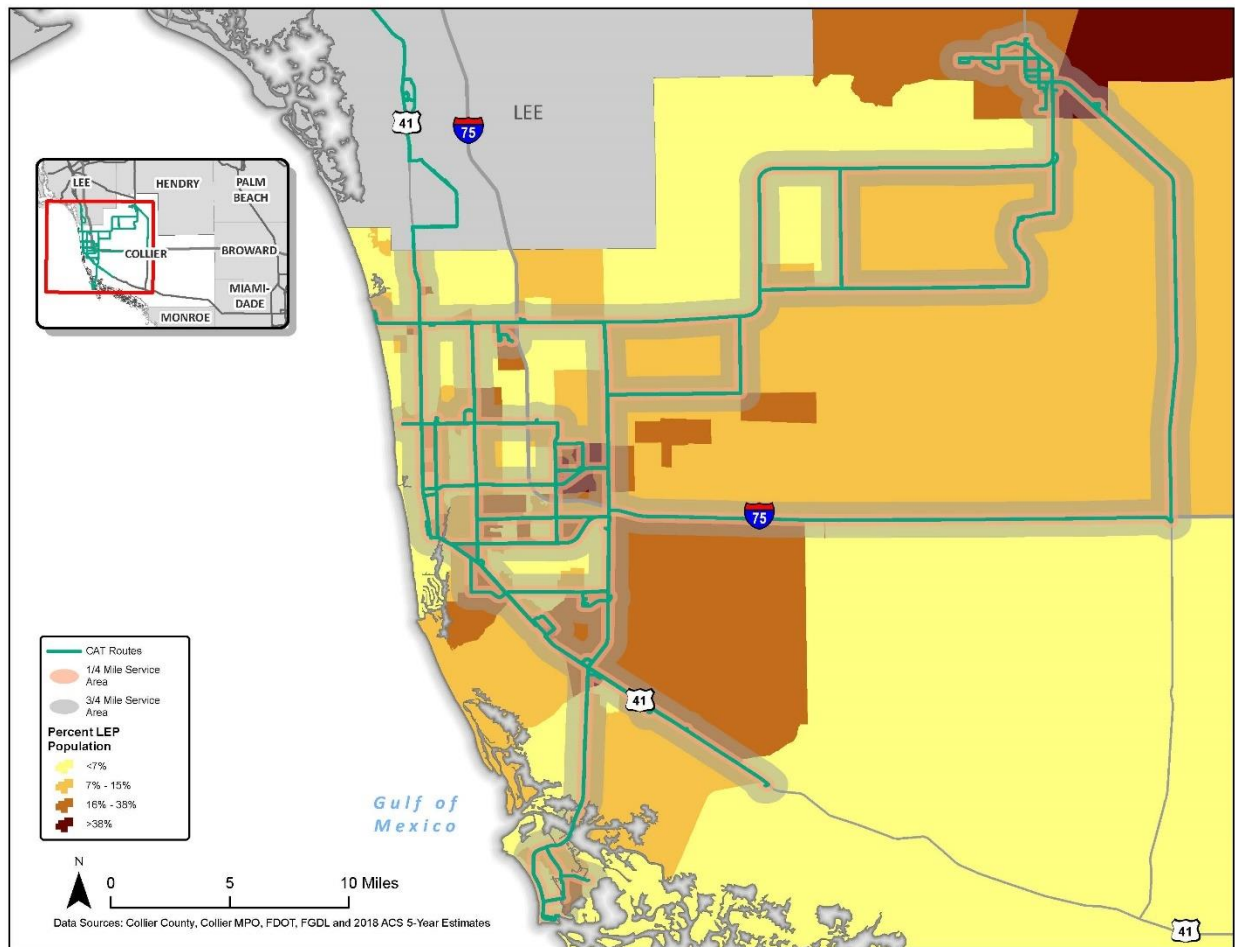 41
75
LEE
LEE
HENDRY
PALM
BEACH
COLLIER
BROWARD
MIAMI-
DADE
MONROE
75
41
CAT Routes
1/4 Mile Service
Area
3/4 Mile Service
Area
Percent LEP
Population
<7%
7% - 15%
16% - 38%
>38%
Gulf of
Mexico
N
0 5 10 Miles
Data Sources: Collier County, Collier MPO, FDOT, FGDL and 2018 ACS 5-Year Estimates
41